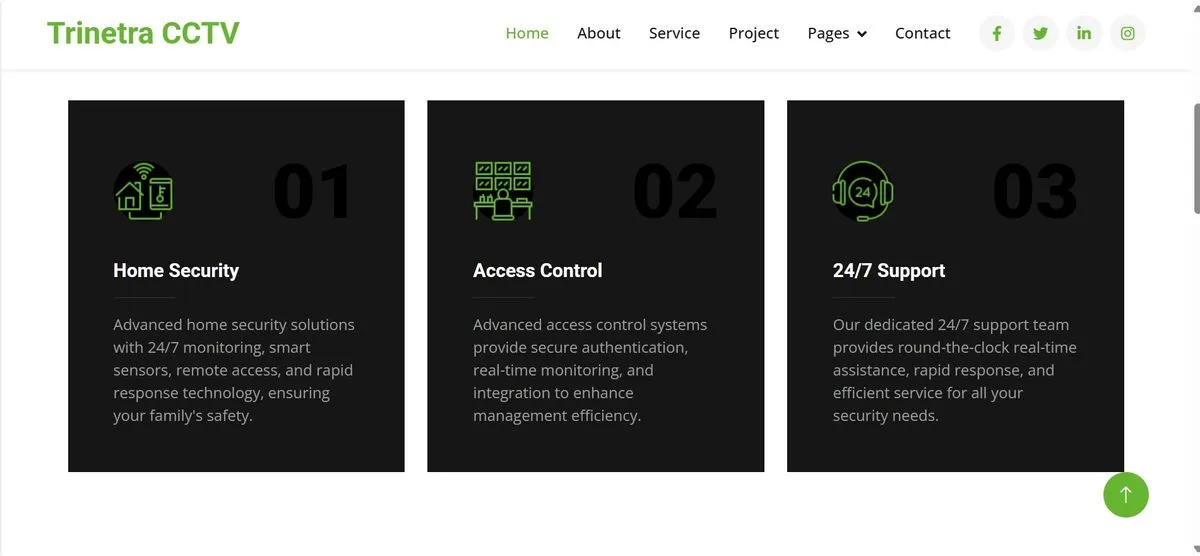 Trinetra CCTV
Home About Service Project Pages Contact
01
Home Security
Advanced home security solutions
with 24/7 monitoring, smart
sensors, remote access, and rapid
response technology, ensuring
your family's safety.
02
Access Control
Advanced access control systems
provide secure authentication,
real-time monitoring, and
integration to enhance
management efficiency.
24
03
24/7 Support
Our dedicated 24/7 support team
provides round-the-clock real-time
assistance, rapid response, and
efficient service for all your
security needs.